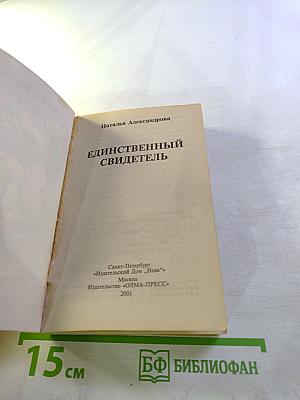 Наталья Александрова
ЕДИНСТВЕННЫЙ
СВИДЕТЕЛЬ
Санкт-Петербург
«Издательский Дом „Нева“»
Москва
Издательство «ОЛМА-ПРЕСС»
2001
15 см
БФ БИБЛИОФАН